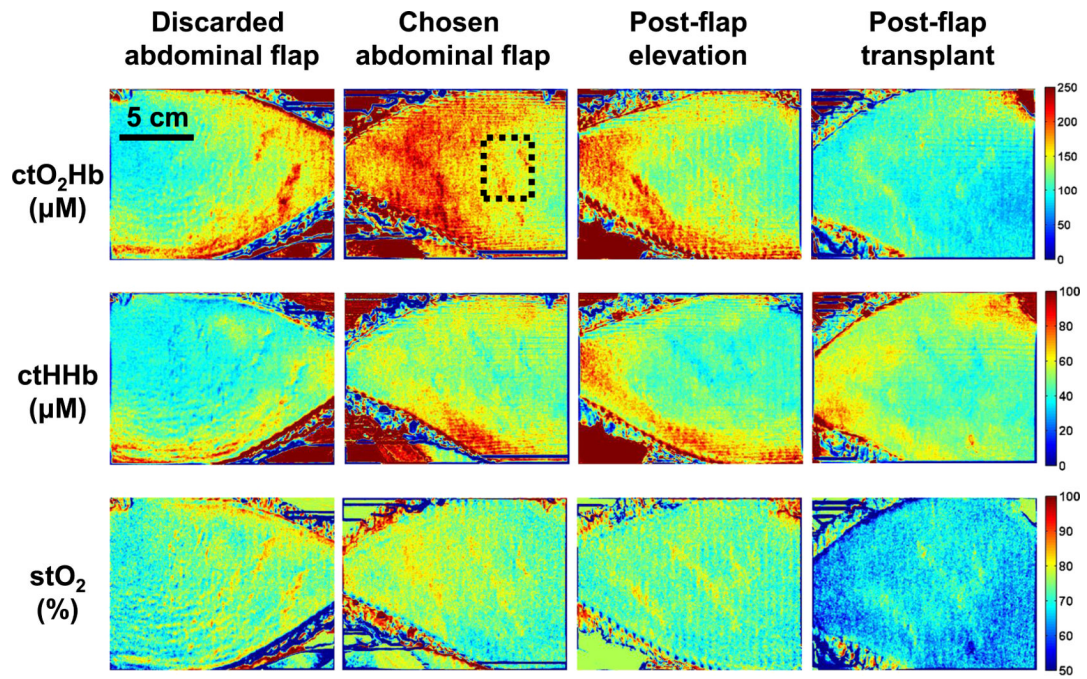 Discarded
abdominal flap
Chosen
abdominal flap
Post-flap
elevation
Post-flap
transplant
5 cm
ctO₂Hb
(μM)
250
200
150
100
50
0
ctHHb
(μM)
100
80
60
40
20
0
stO₂
(%)
100
90
80
70
60
50